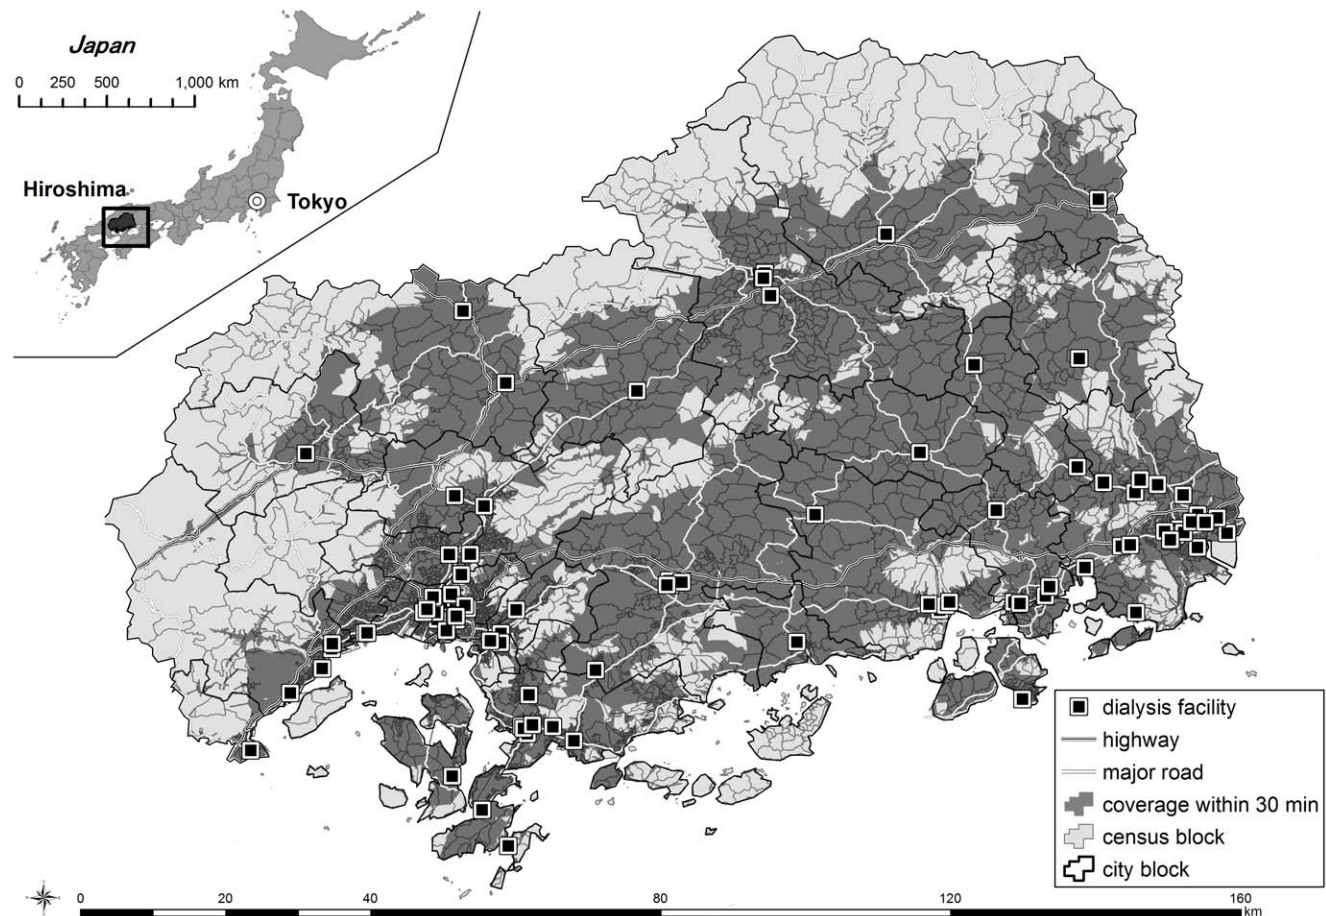 Japan
0 250 500 1,000 km
Hiroshima
Tokyo
dialysis facility
highway
major road
coverage within 30 min
census block
city block
0 20 40 80 120 160
km